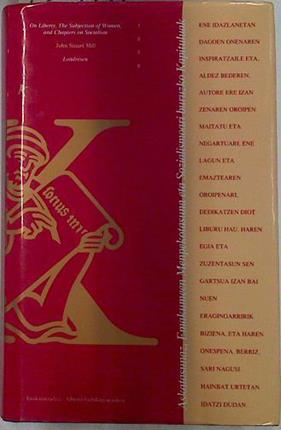 On Liberty, The Subjection of Women,
and Chapters on Socialism
John Stuart Mill
Londresen
Askatasunaz, Emakumeen Menpekotasuna eta Sozialismoari buruzko Kapituluak
ENE IDAZLANETAN
DAGOEN ONENAREN
INSPIRATZAILE ETA,
ALDEZ BEDEREN,
AUTORE ERE IZAN
ZENAREN OROIPEN
MAITATU ETA
NEGARTUARI, ENE
LAGUN ETA
EMAZTEAREN
OROIPENARI,
DEDIKATZEN DIOT
LIBURU HAU. HAREN
EGIA ETA
ZUZENTASUN SEN
GARTSUA IZAN BAI
NUEN
ERAGINGARRIRIK
BIZIENA, ETA HAREN
ONESPENA, BERRIZ,
SARI NAGUSI.
HAINBAT URTETAN
IDATZI DUDAN